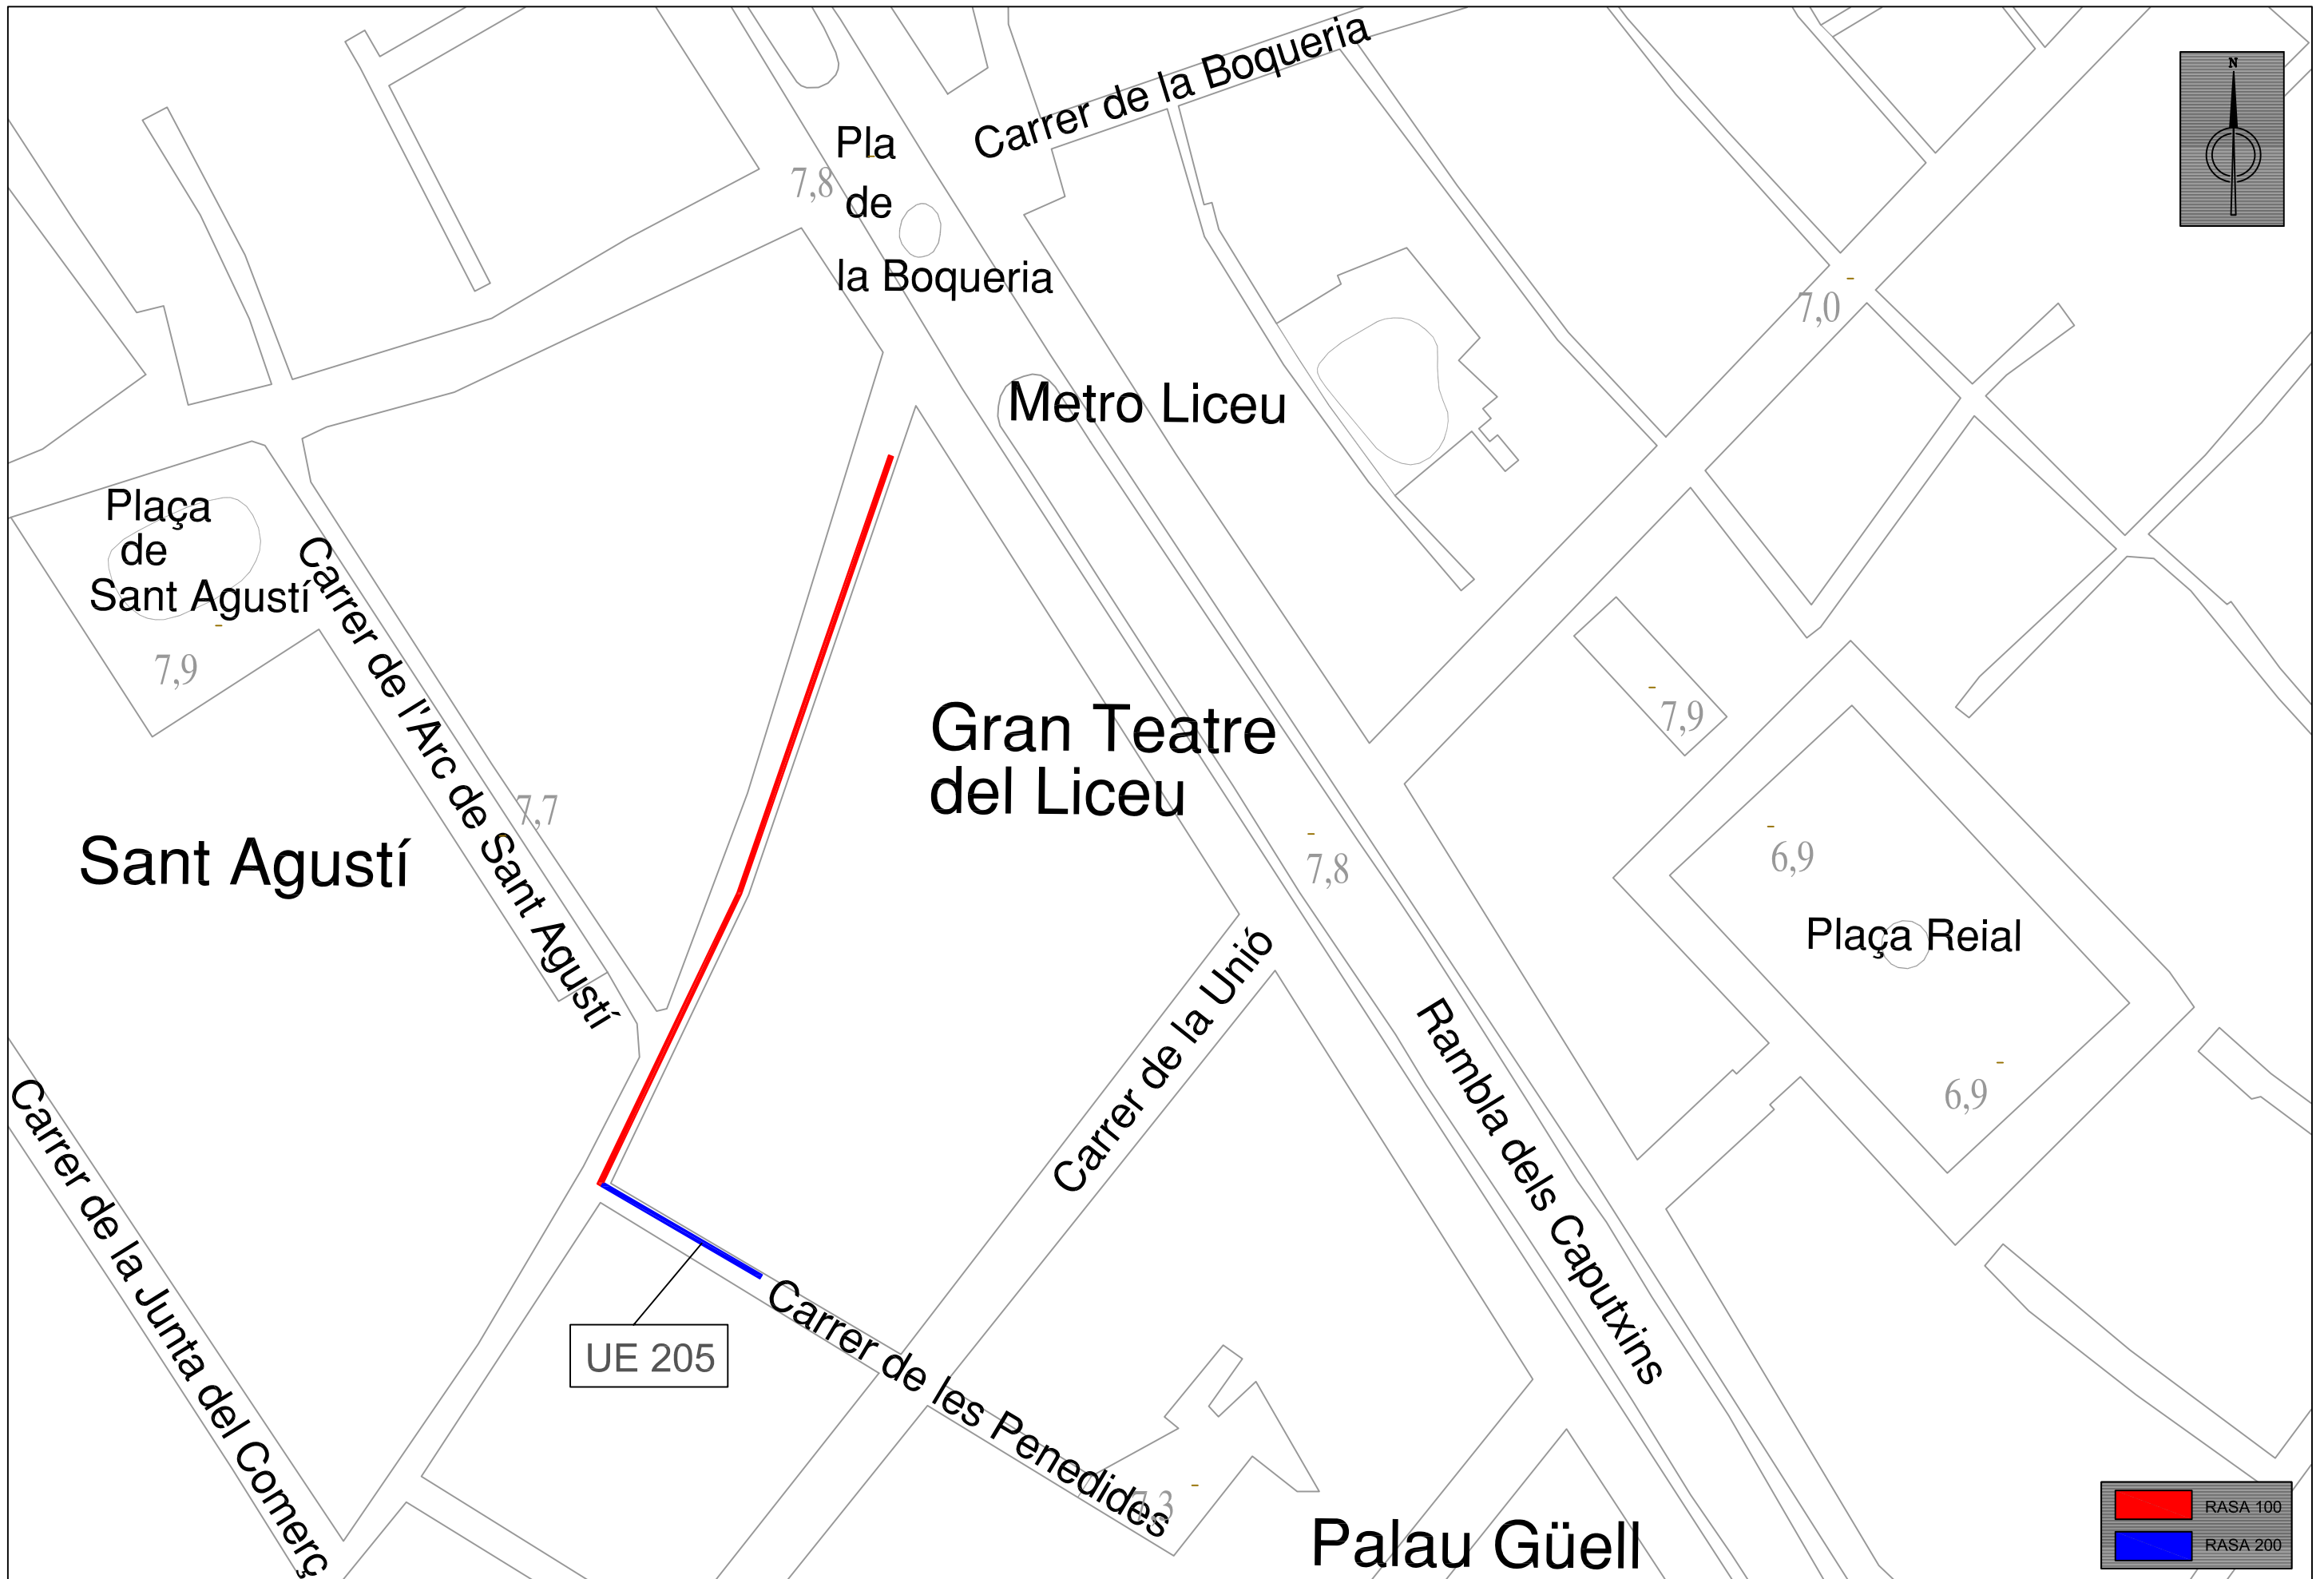 Carrer de la Boqueria
N
Pla
de
la Boqueria
7,8
7,0
Metro Liceu
Plaça
de
Sant Agustí
7,9
Carrer de l'Arc de Sant Agustí
7,7
Gran Teatre
del Liceu
7,9
7,8
6,9
Sant Agustí
Plaça Reial
6,9
Carrer de la Unió
Rambla dels Caputxins
Carrer de la Junta del Comerç
UE 205
Carrer de les Penedides
7,3
Palau Güell
RASA 100
RASA 200